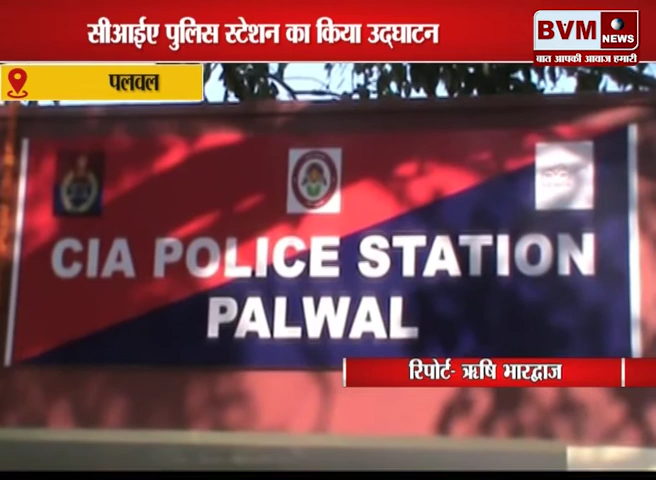 सीआईए पुलिस स्टेशन का किया उद्घाटन
BVM NEWS
बात आपकी आवाज हमारी
पलवल
CIA POLICE STATION
PALWAL
रिपोर्ट- ऋषि भारद्वाज